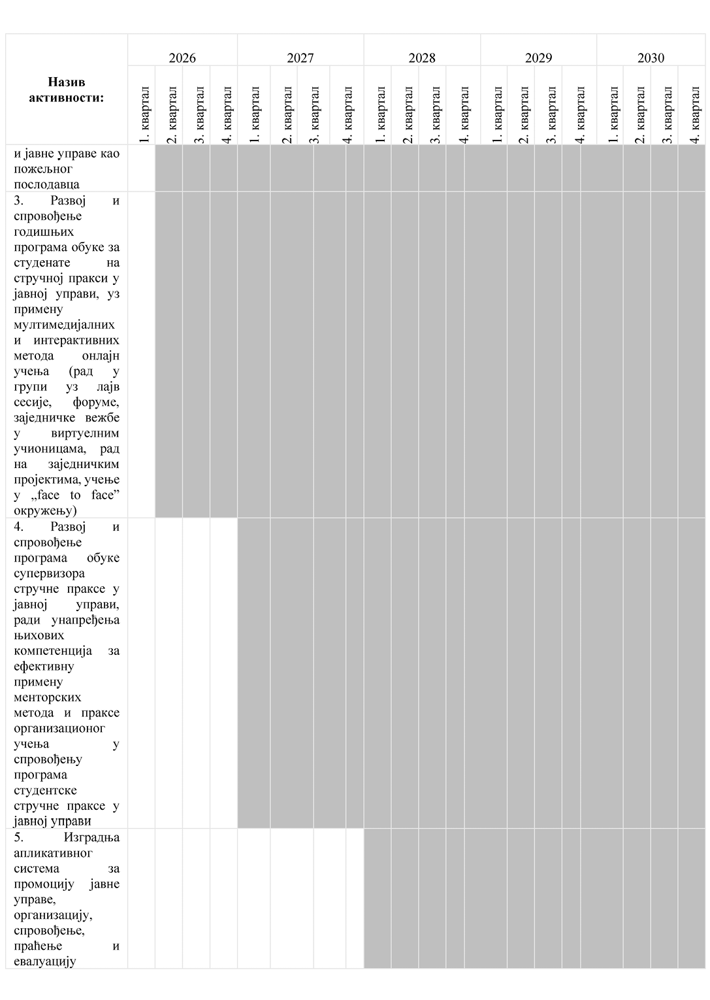 2026 2027 2028 2029 2030
Назив
активности:
1. квартал 2. квартал 3. квартал 4. квартал 1. квартал 2. квартал 3. квартал 4. квартал 1. квартал 2. квартал 3. квартал 4. квартал 1. квартал 2. квартал 3. квартал 4. квартал 1. квартал 2. квартал 3. квартал 4. квартал
и јавне управе као
пожељног
послодавца
3. Развој и
спровођење
годишњих
програма обуке за
студенате на
стручној пракси у
јавној управи, уз
примену
мултимедијалних
и интерактивних
метода онлајн
учења (рад у
групи уз лајв
сесије, форуме,
заједничке вежбе
у виртуелним
учионицама, рад
на заједничким
пројектима, учење
у „face to face”
окружењу)
4. Развој и
спровођење
програма обуке
супервизора
стручне праксе у
јавној управи,
ради унапређења
њихових
компетенција за
ефективну
примену
менторских
метода и праксе
организационог
учења у
спровођењу
програма
студентске
стручне праксе у
јавној управи
5. Изградња
апликативног
система за
промоцију јавне
управе,
организацију,
спровођење,
праћење и
евалуацију